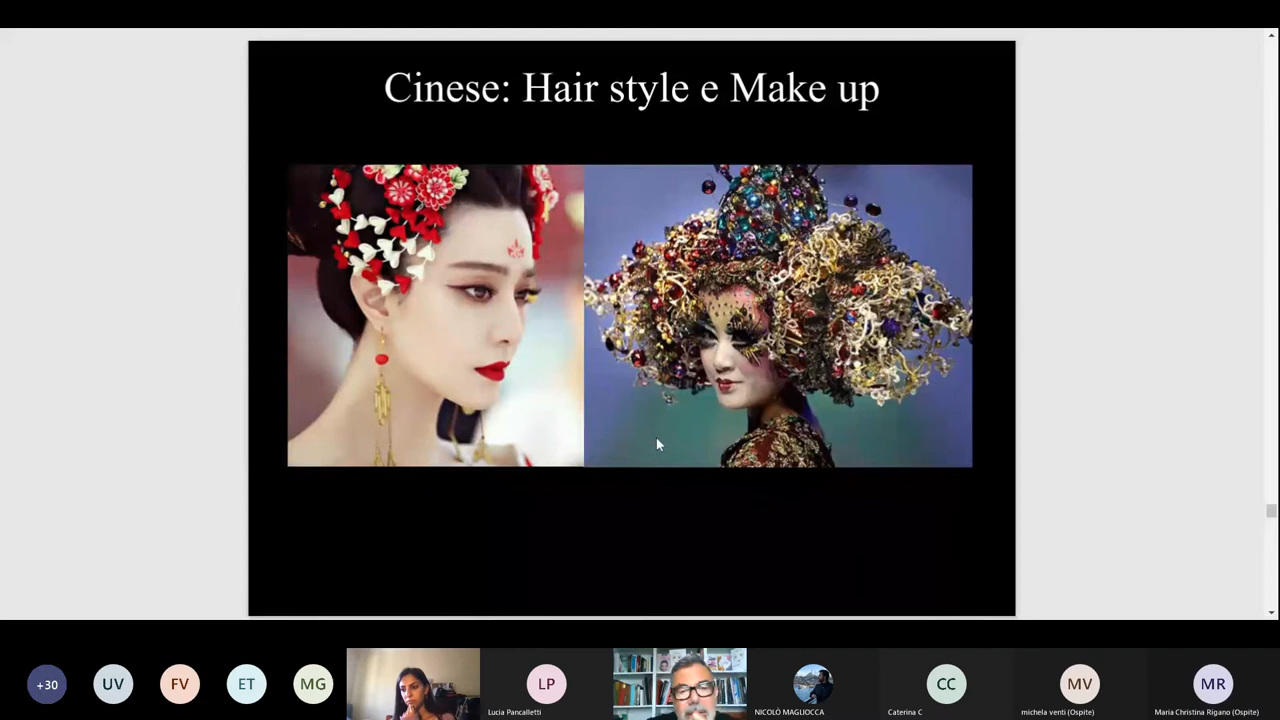 Cinese: Hair style e Make up
+30
UV
FV
ET
MG
LP
Lucia Pancalletti
NICOLÒ MAGLIOCCA
CC
Caterina C
MV
michela venti (Ospite)
MR
Maria Christina Rigano (Ospite)